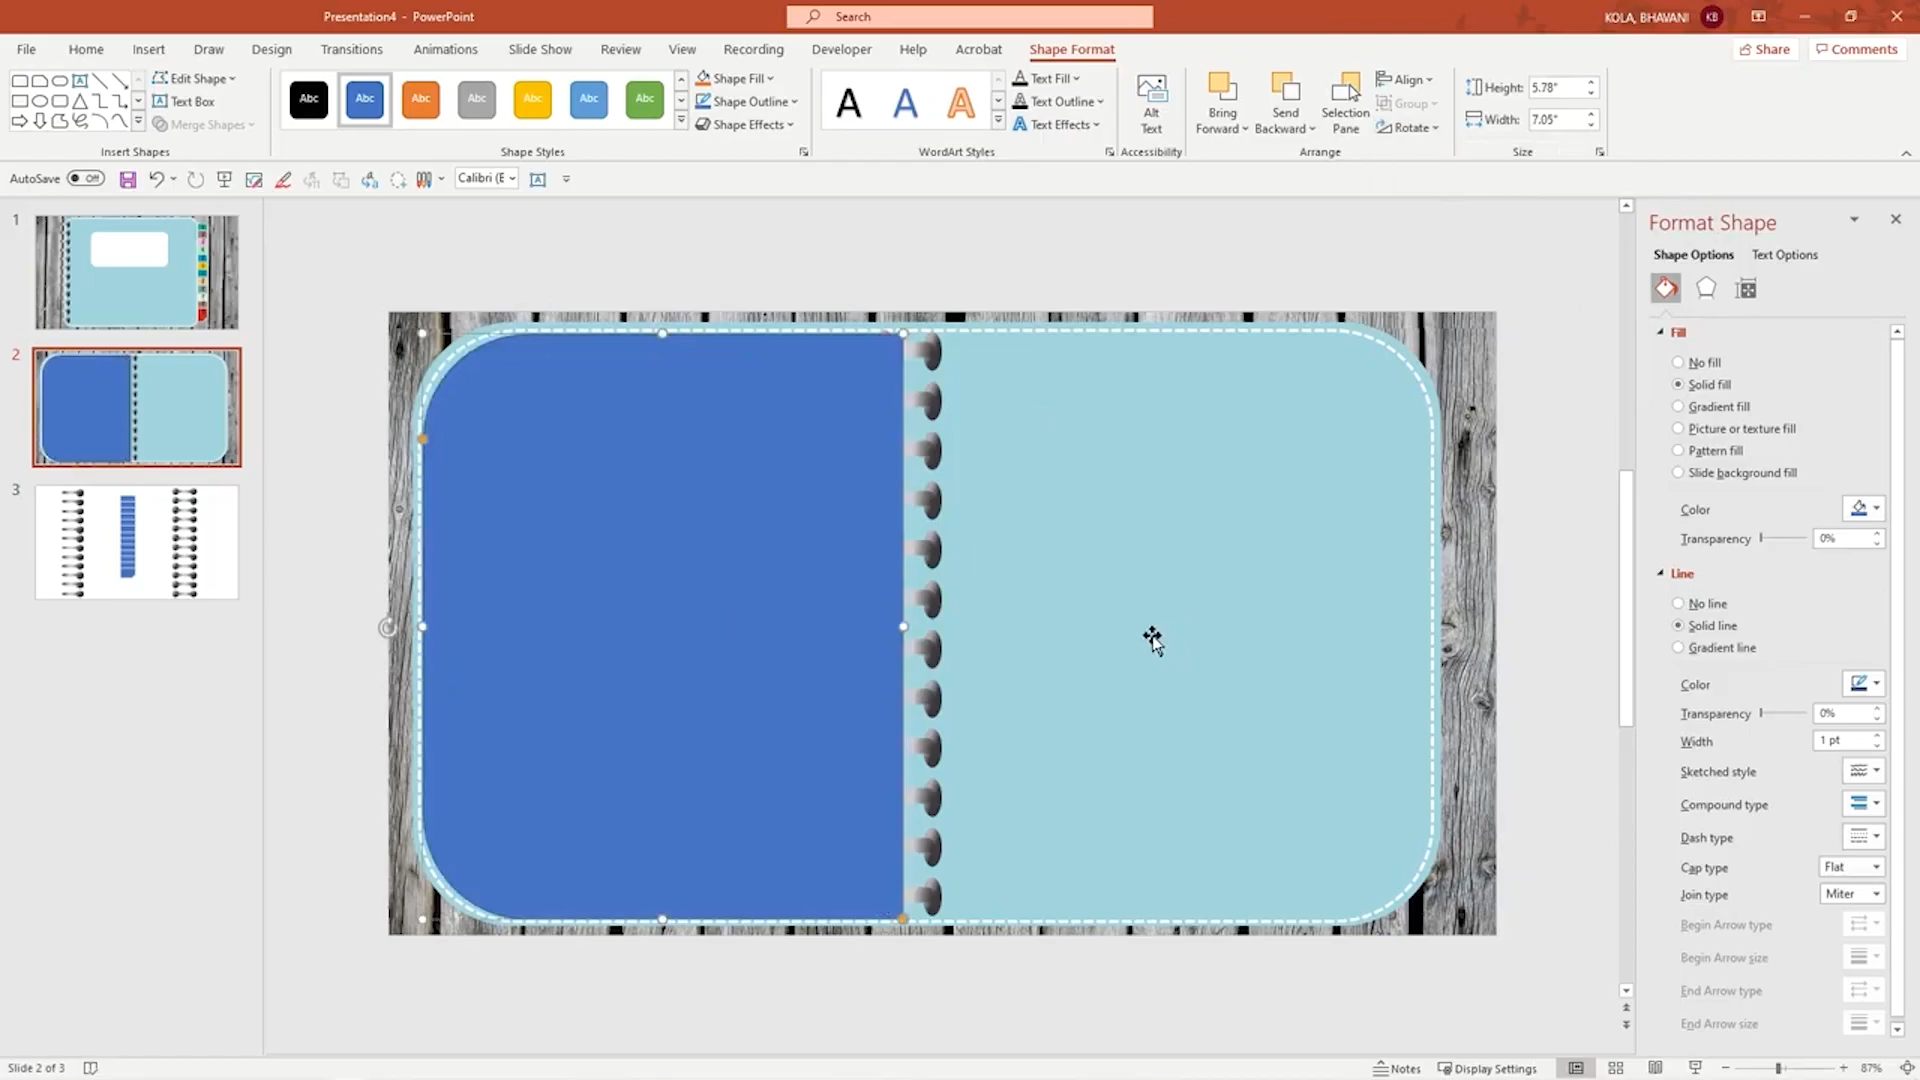 Presentation4 - PowerPoint
Search
KOLA, BHAVANI KB
File Home Insert Draw Design Transitions Animations Slide Show Review View Recording Developer Help Acrobat Shape Format Share Comments
Edit Shape
Text Box
Merge Shapes
Insert Shapes
Abc Abc Abc Abc Abc Abc Abc
Shape Fill
Shape Outline
Shape Effects
Shape Styles
A A A
Text Fill
Text Outline
Text Effects
WordArt Styles
Alt Text
Accessibility
Bring Forward
Send Backward
Selection Pane
Align
Group
Rotate
Arrange
Height: 5.78"
Width: 7.05"
Size
AutoSave Off
Calibri (E
1
2
3
Format Shape
Shape Options Text Options
Fill
No fill
Solid fill
Gradient fill
Picture or texture fill
Pattern fill
Slide background fill
Color
Transparency 0%
Line
No line
Solid line
Gradient line
Color
Transparency 0%
Width 1 pt
Sketched style
Compound type
Dash type
Cap type Flat
Join type Miter
Begin Arrow type
Begin Arrow size
End Arrow type
End Arrow size
Slide 2 of 3
Notes Display Settings 87%